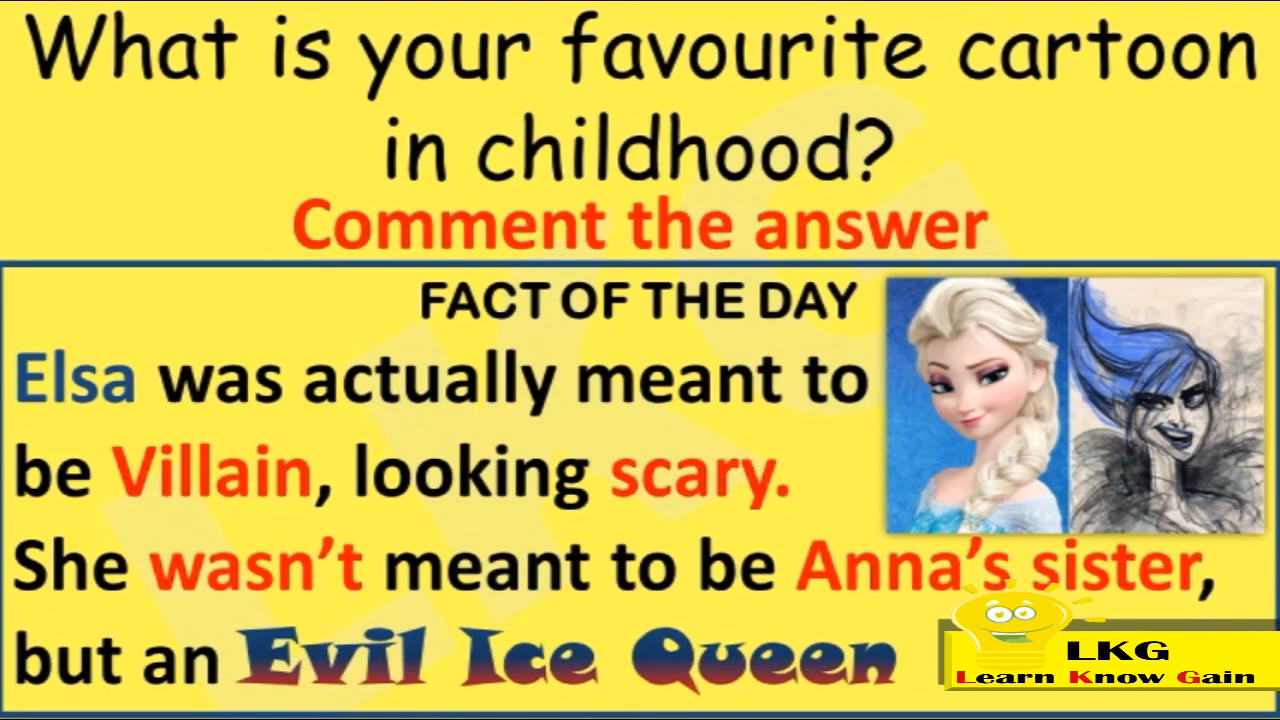 What is your favourite cartoon
in childhood?
Comment the answer
FACT OF THE DAY
Elsa was actually meant to
be Villain, looking scary.
She wasn't meant to be Anna's sister,
but an Evil Ice Queen
LKG
Learn Know Gain